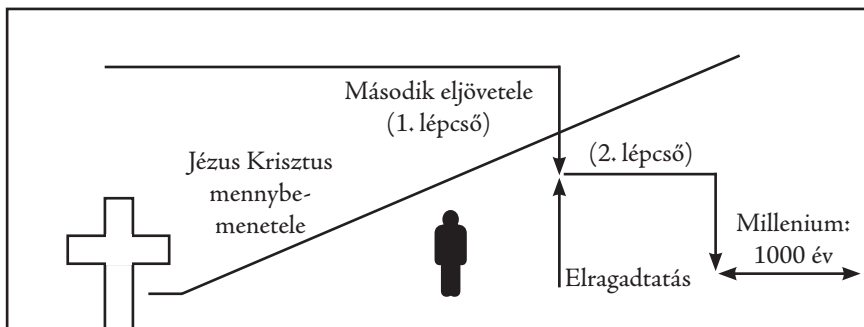 Második eljövetele
(1. lépcső)
(2. lépcső)
Jézus Krisztus
mennybe-
menetele
Millenium:
1000 év
Elragadtatás